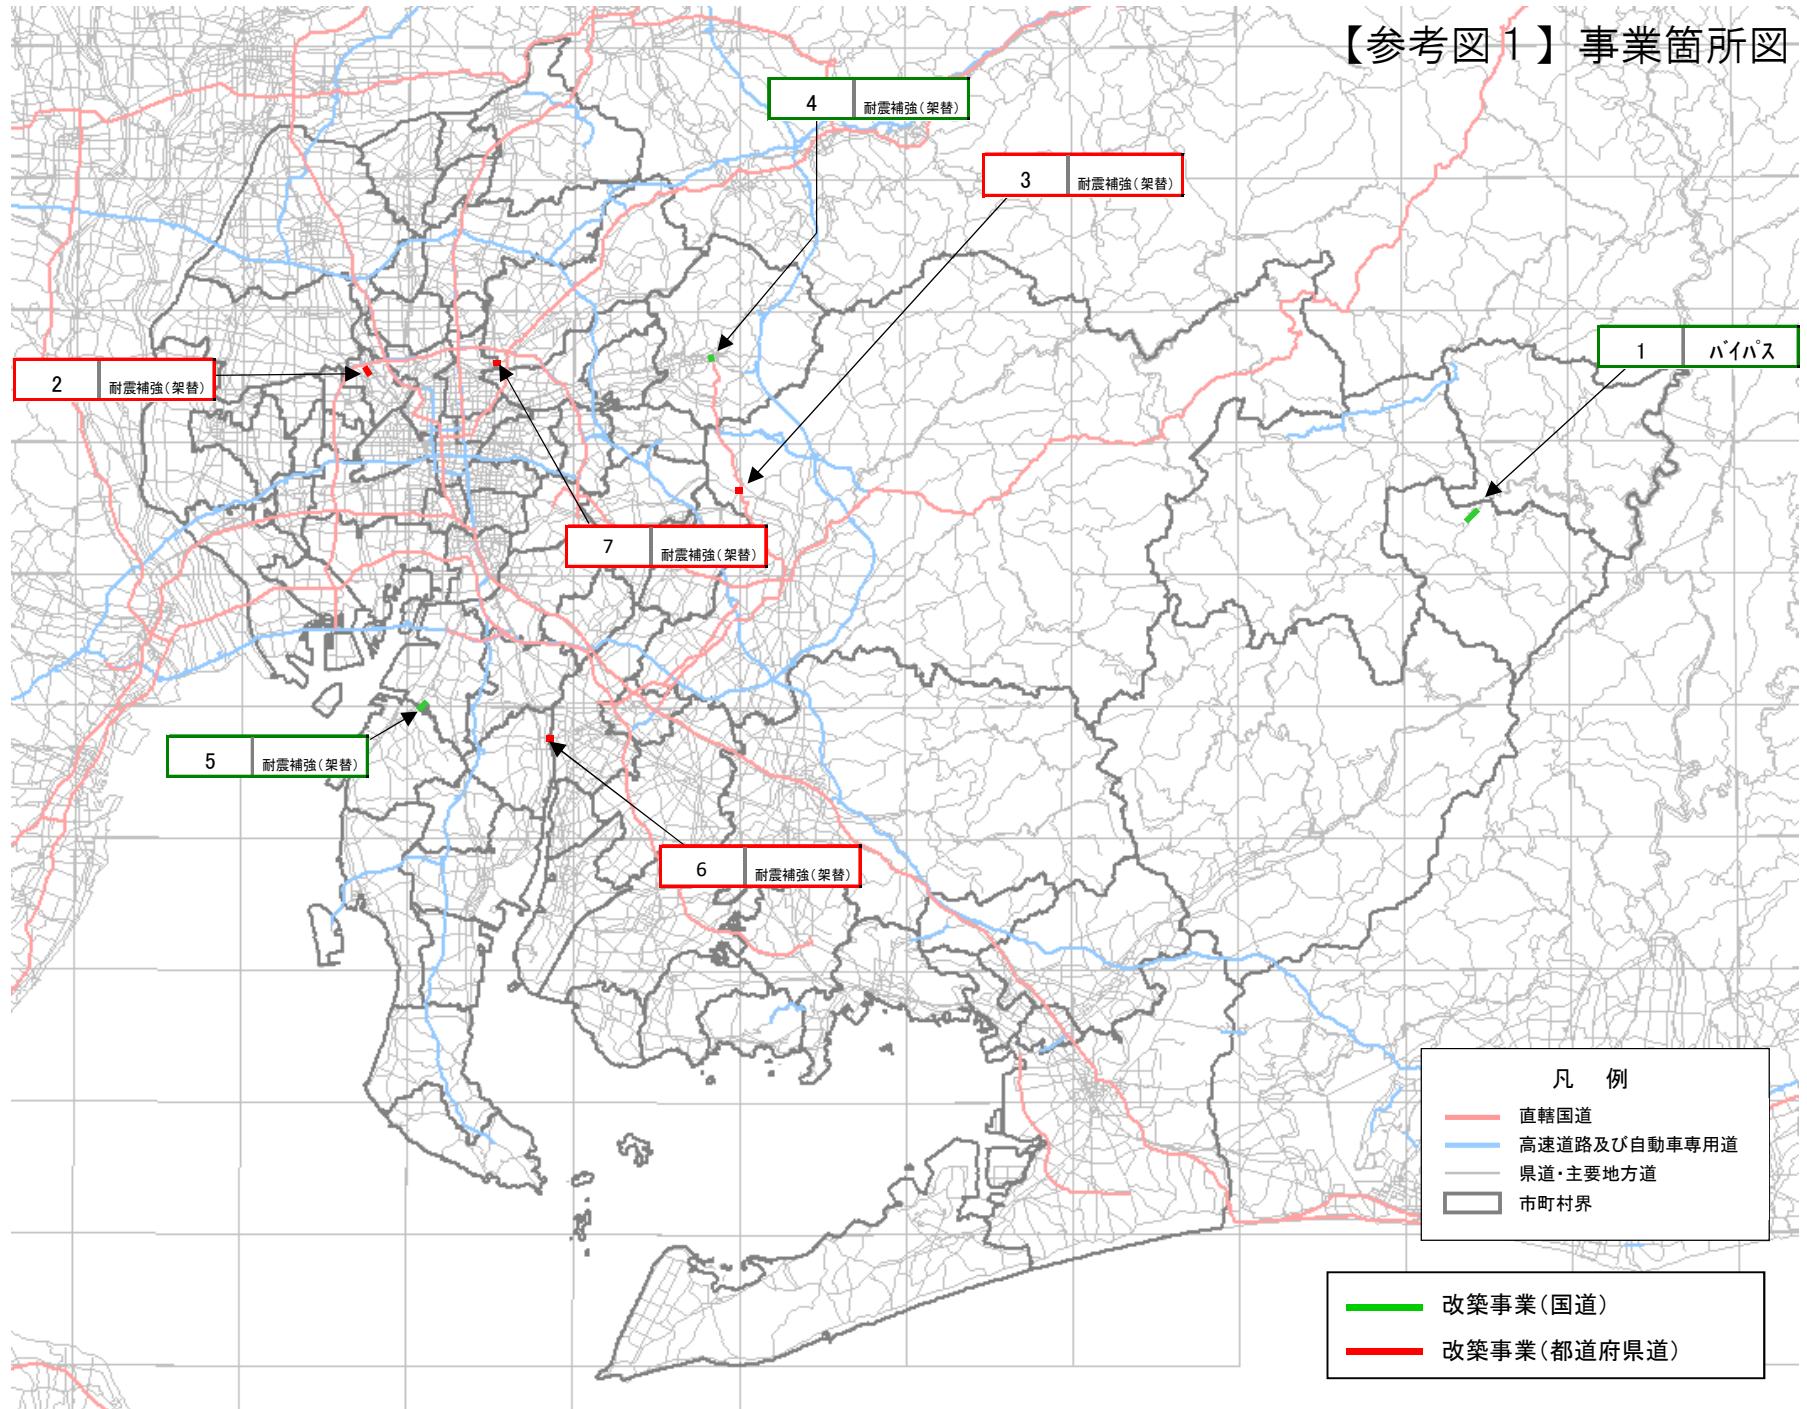 【参考図１】事業箇所図
4 耐震補強（架替）
3 耐震補強（架替）
1 バイパス
2 耐震補強（架替）
7 耐震補強（架替）
5 耐震補強（架替）
6 耐震補強（架替）
凡 例
直轄国道
高速道路及び自動車専用道
県道・主要地方道
市町村界
改築事業（国道）
改築事業（都道府県道）